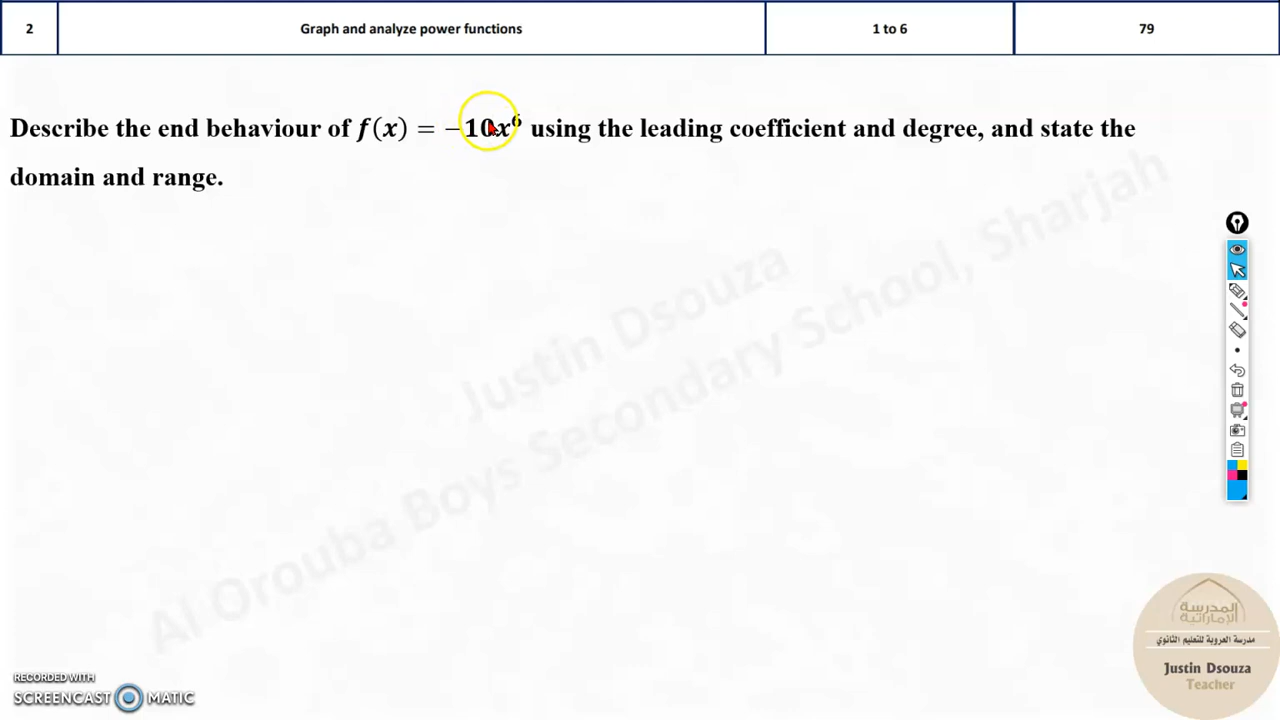 2 Graph and analyze power functions 1 to 6 79
Describe the end behaviour of f(x) = −10x⁶ using the leading coefficient and degree, and state the
domain and range.
Justin Dsouza
Al Orouba Boys Secondary School, Sharjah
المدرسة
الإماراتية
مدرسة العروبة للتعليم الثانوي
Justin Dsouza
Teacher
RECORDED WITH
SCREENCAST MATIC